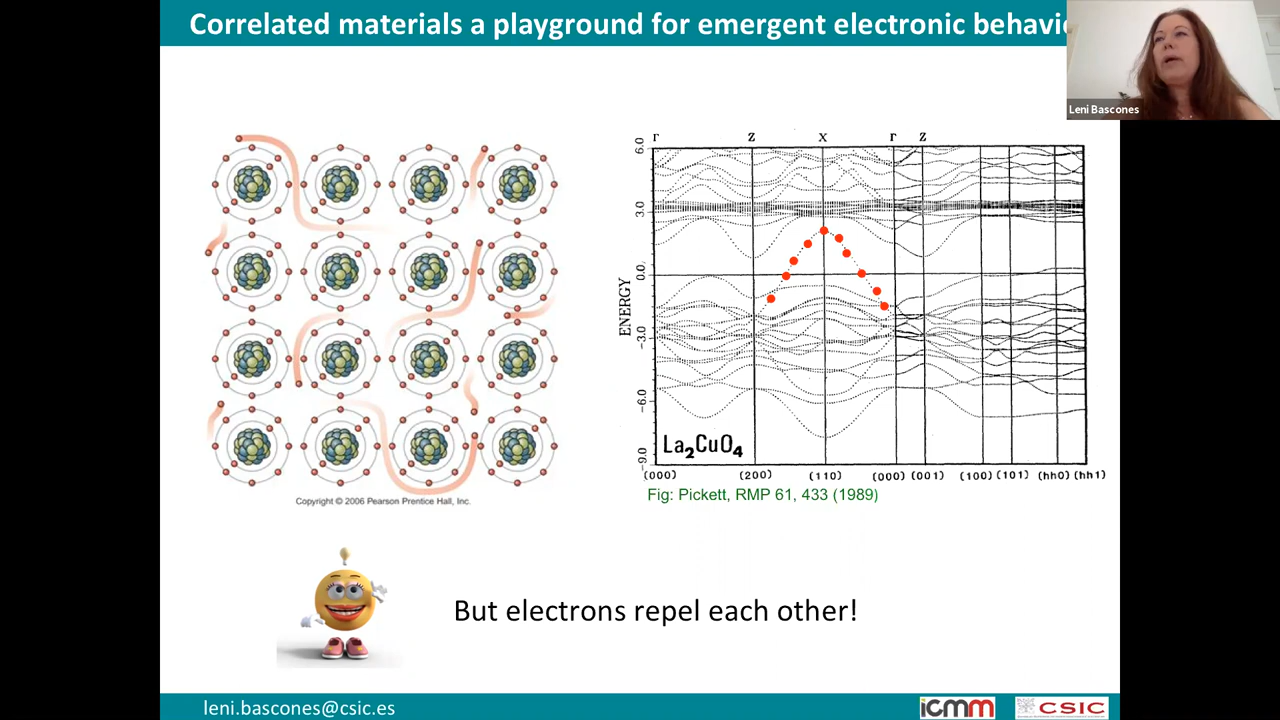 Correlated materials a playground for emergent electronic behavi
Leni Bascones
Γ Z X Γ Z
6.0
3.0
0.0
-3.0
-6.0
-9.0
ENERGY
La2CuO4
(000) (200) (110) (000) (001) (100) (101) (hh0) (hh1)
Fig: Pickett, RMP 61, 433 (1989)
Copyright © 2006 Pearson Prentice Hall, Inc.
But electrons repel each other!
leni.bascones@csic.es
icmm
CSIC